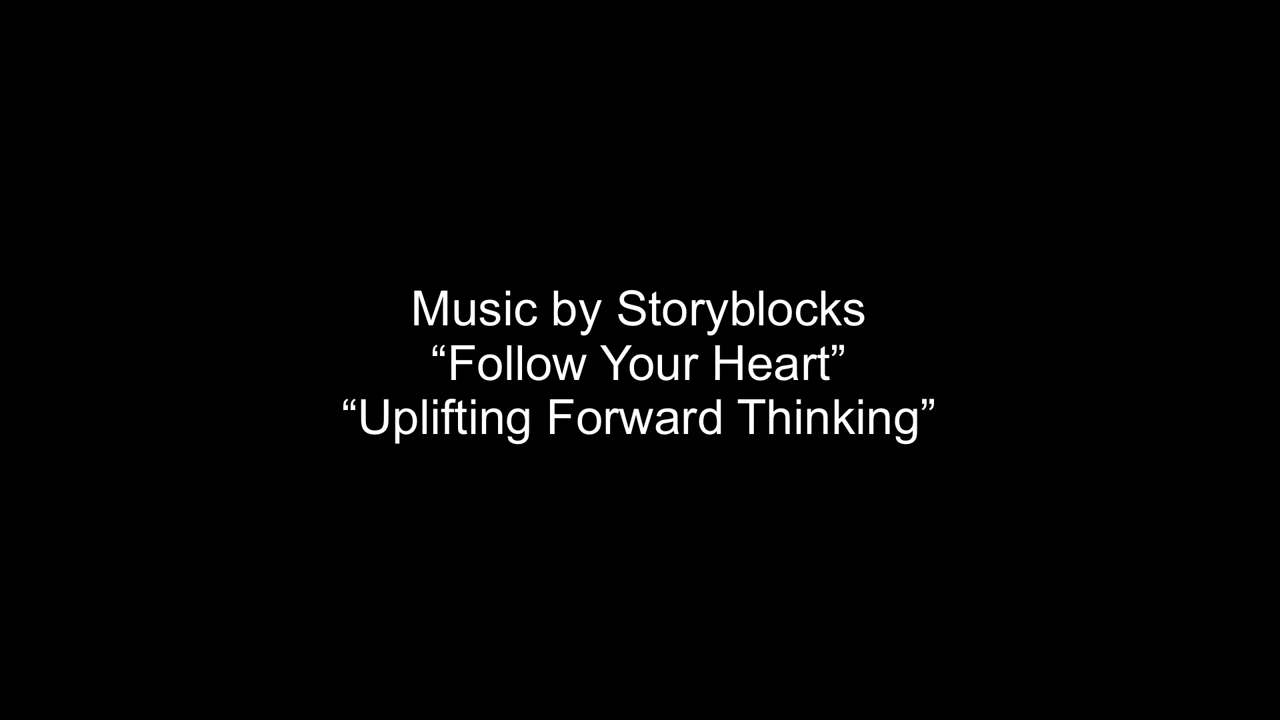 Music by Storyblocks
“Follow Your Heart”
“Uplifting Forward Thinking”